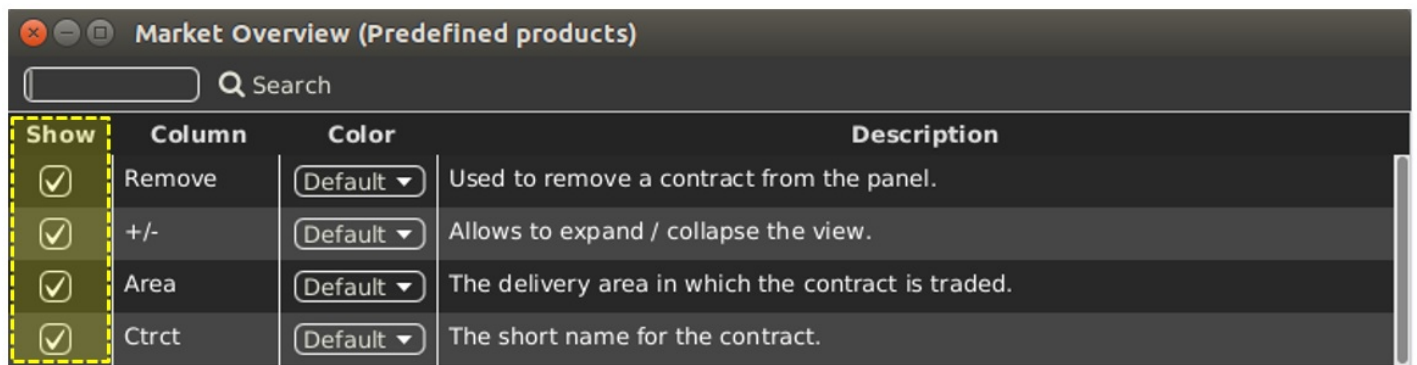 Market Overview (Predefined products)
Search
Show Column Color Description
Remove Default Used to remove a contract from the panel.
+/- Default Allows to expand / collapse the view.
Area Default The delivery area in which the contract is traded.
Ctrct Default The short name for the contract.